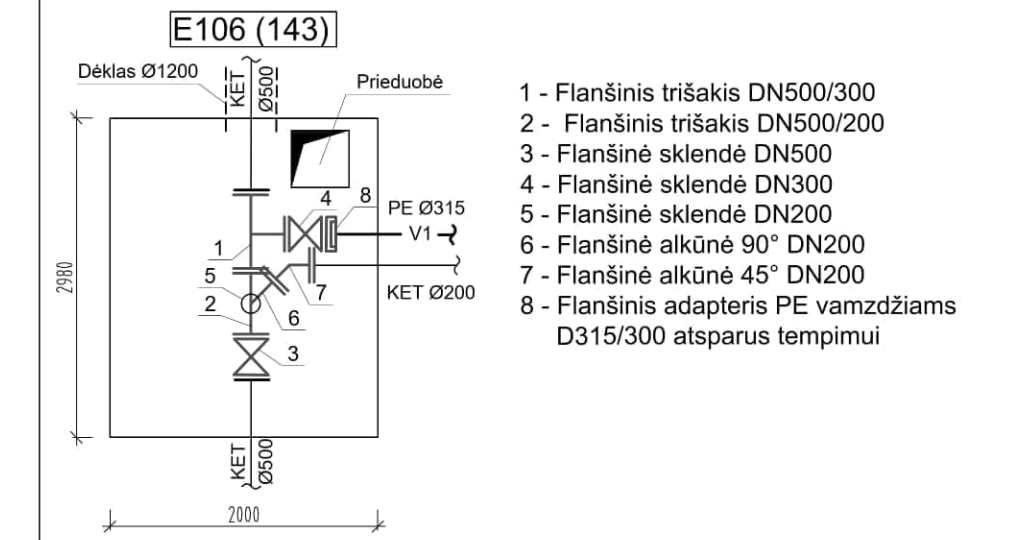 E106 (143)
Dėklas Ø1200
KET
Ø500
Prieduobė
4
8
PE Ø315
V1
1
5
2
7
6
3
KET Ø200
2980
KET
Ø500
2000
1 - Flanšinis trišakis DN500/300
2 - Flanšinis trišakis DN500/200
3 - Flanšinė sklendė DN500
4 - Flanšinė sklendė DN300
5 - Flanšinė sklendė DN200
6 - Flanšinė alkūnė 90° DN200
7 - Flanšinė alkūnė 45° DN200
8 - Flanšinis adapteris PE vamzdžiams
D315/300 atsparus tempimui